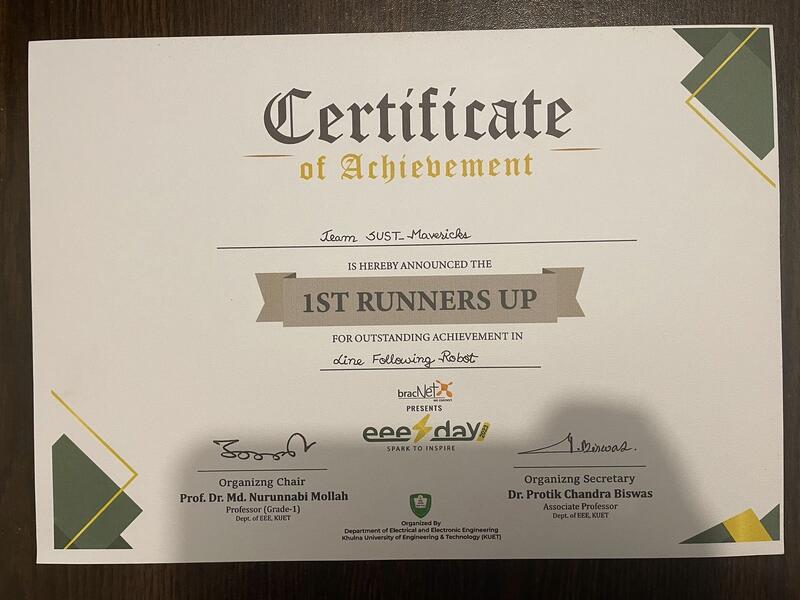 Certificate
of Achievement
Team SUST_Mavericks
IS HEREBY ANNOUNCED THE
1ST RUNNERS UP
FOR OUTSTANDING ACHIEVEMENT IN
Line Following Robot
bracNet
PRESENTS
eee day 2023
SPARK TO INSPIRE
Organizng Chair
Prof. Dr. Md. Nurunnabi Mollah
Professor (Grade-1)
Dept. of EEE, KUET
P.Biswas.
Organizng Secretary
Dr. Protik Chandra Biswas
Associate Professor
Dept. of EEE, KUET
Organized By
Department of Electrical and Electronic Engineering
Khulna University of Engineering & Technology (KUET)